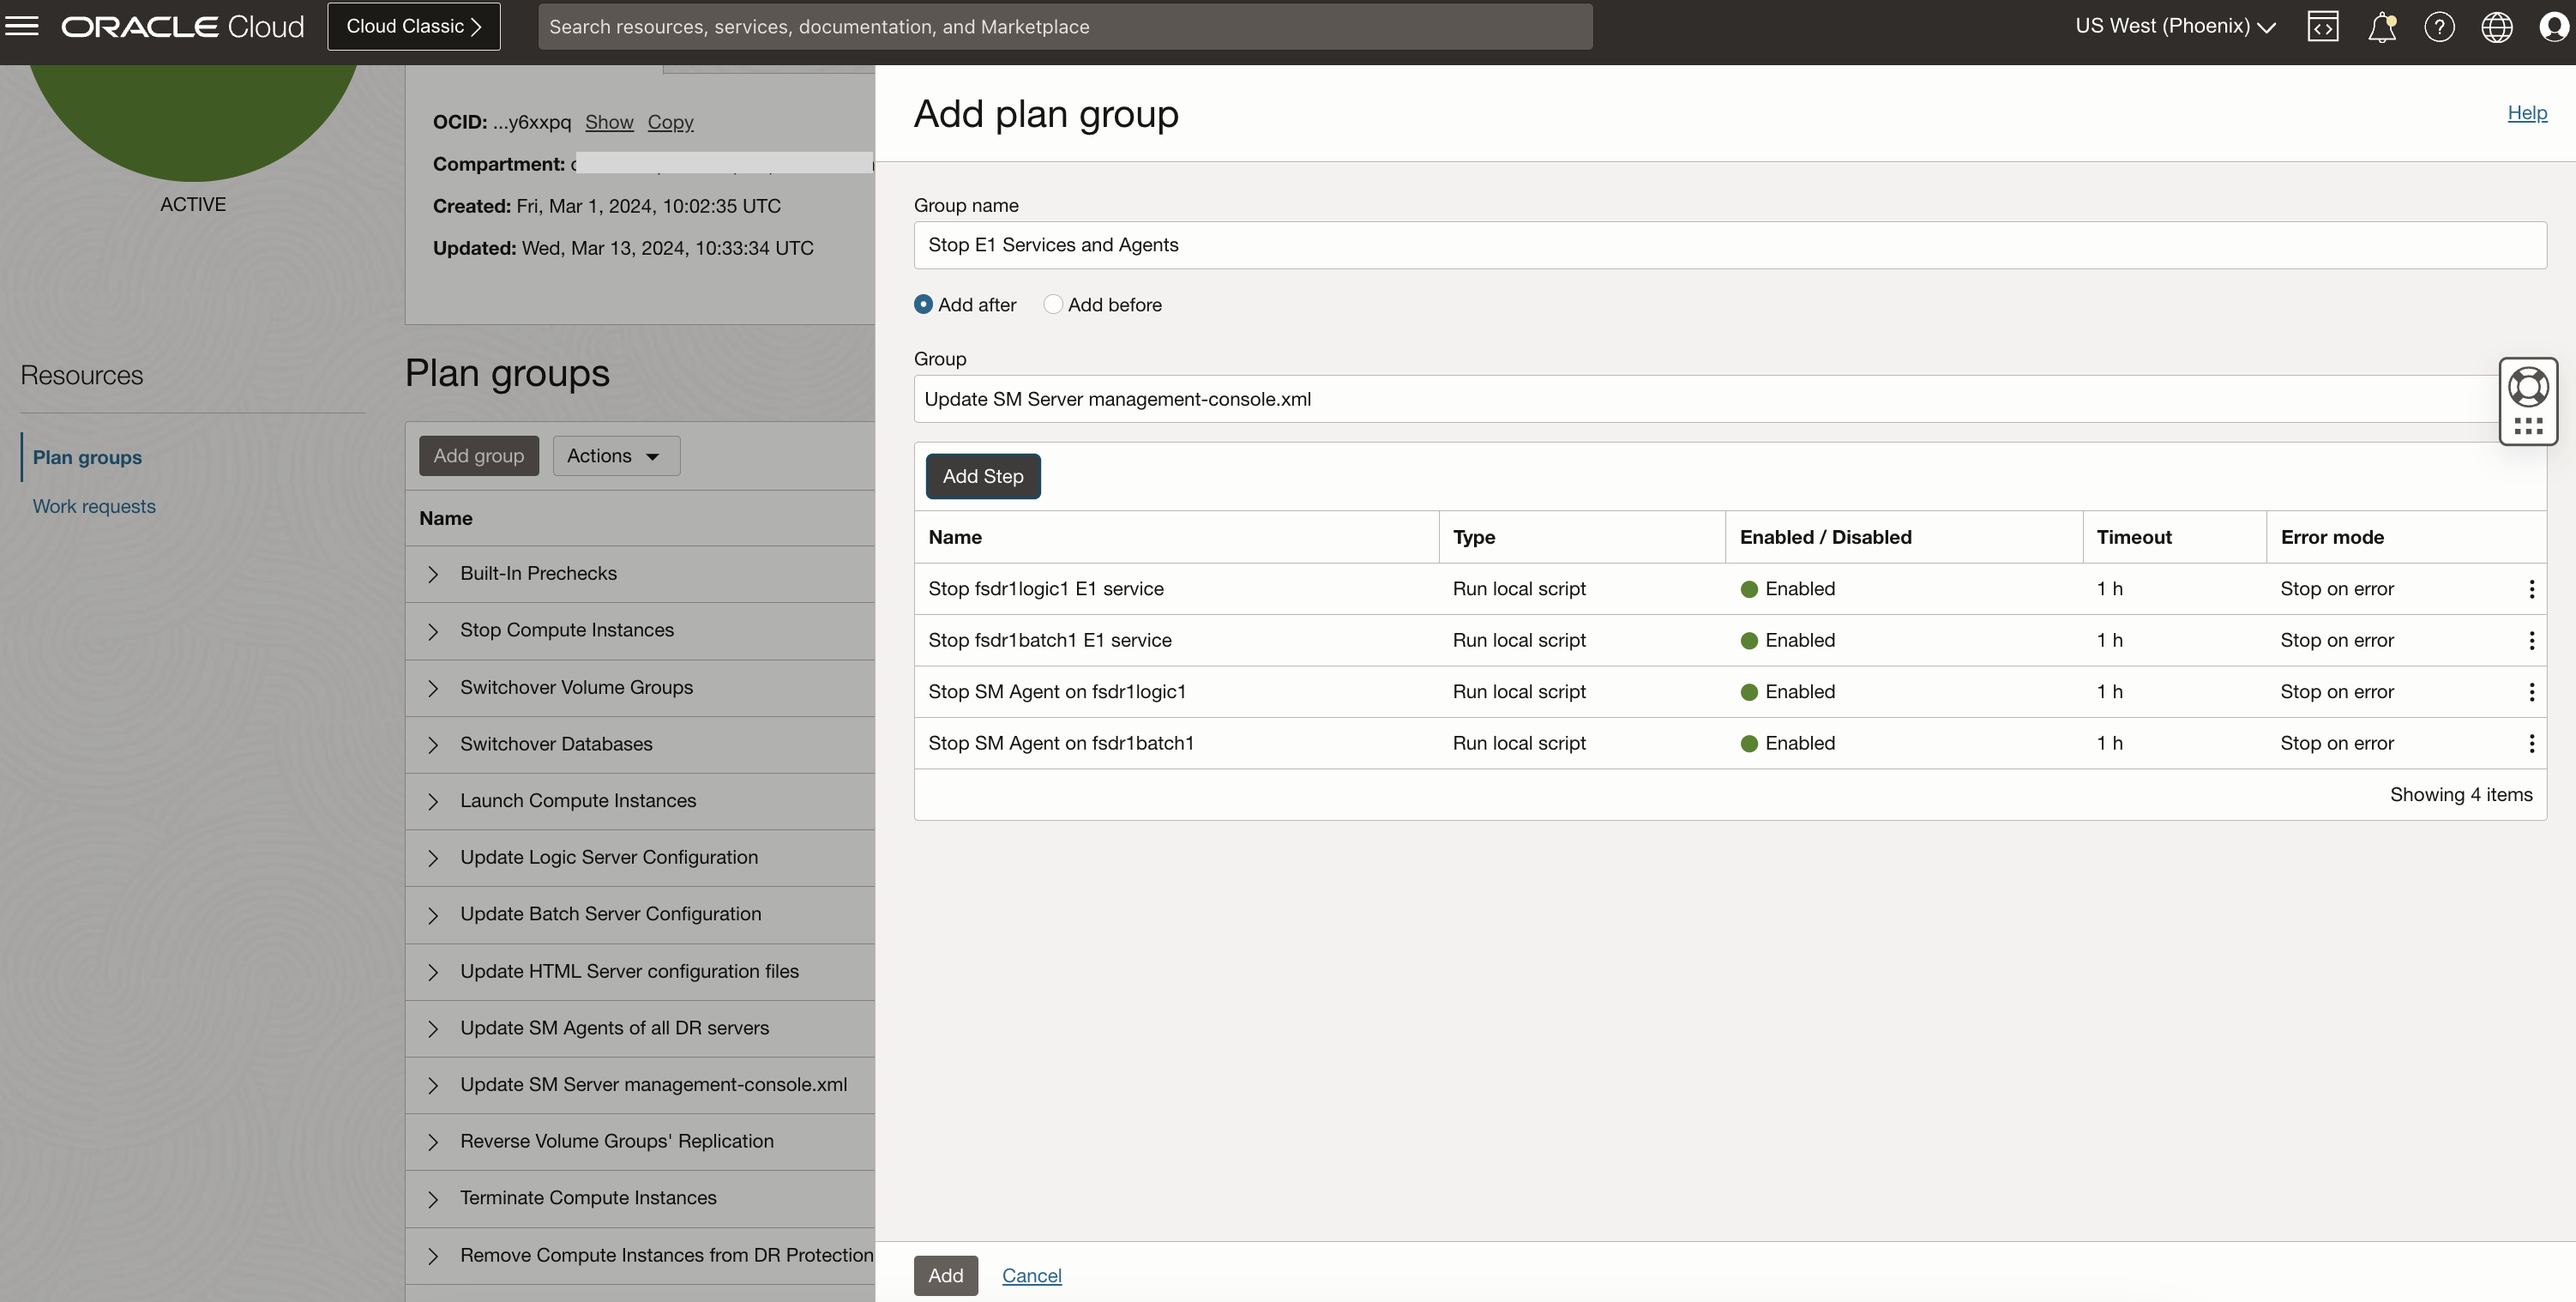 ORACLE Cloud
Cloud Classic
Search resources, services, documentation, and Marketplace
US West (Phoenix)
ACTIVE
OCID: ...y6xxpq Show Copy
Compartment:
Created: Fri, Mar 1, 2024, 10:02:35 UTC
Updated: Wed, Mar 13, 2024, 10:33:34 UTC
Resources
Plan groups
Work requests
Plan groups
Add group
Actions
Name
Built-In Prechecks
Stop Compute Instances
Switchover Volume Groups
Switchover Databases
Launch Compute Instances
Update Logic Server Configuration
Update Batch Server Configuration
Update HTML Server configuration files
Update SM Agents of all DR servers
Update SM Server management-console.xml
Reverse Volume Groups' Replication
Terminate Compute Instances
Remove Compute Instances from DR Protection
Add plan group
Help
Group name
Stop E1 Services and Agents
Add after Add before
Group
Update SM Server management-console.xml
Add Step
Name Type Enabled / Disabled Timeout Error mode
Stop fsdr1logic1 E1 service Run local script Enabled 1 h Stop on error
Stop fsdr1batch1 E1 service Run local script Enabled 1 h Stop on error
Stop SM Agent on fsdr1logic1 Run local script Enabled 1 h Stop on error
Stop SM Agent on fsdr1batch1 Run local script Enabled 1 h Stop on error
Showing 4 items
Add Cancel